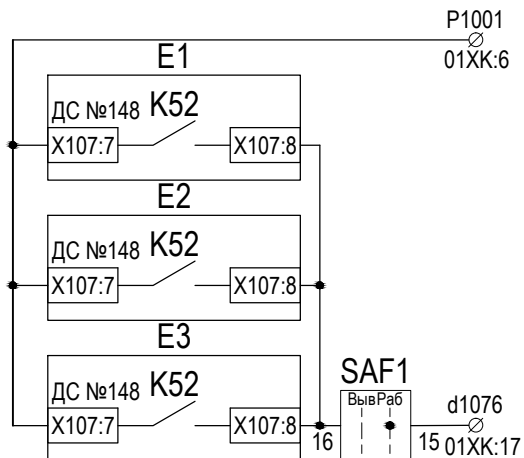 P1001
01XK:6
E1
ДС №148 K52
X107:7 X107:8
E2
ДС №148 K52
X107:7 X107:8
E3
ДС №148 K52
X107:7 X107:8
SAF1
Выв Раб
16 15
d1076
01XK:17